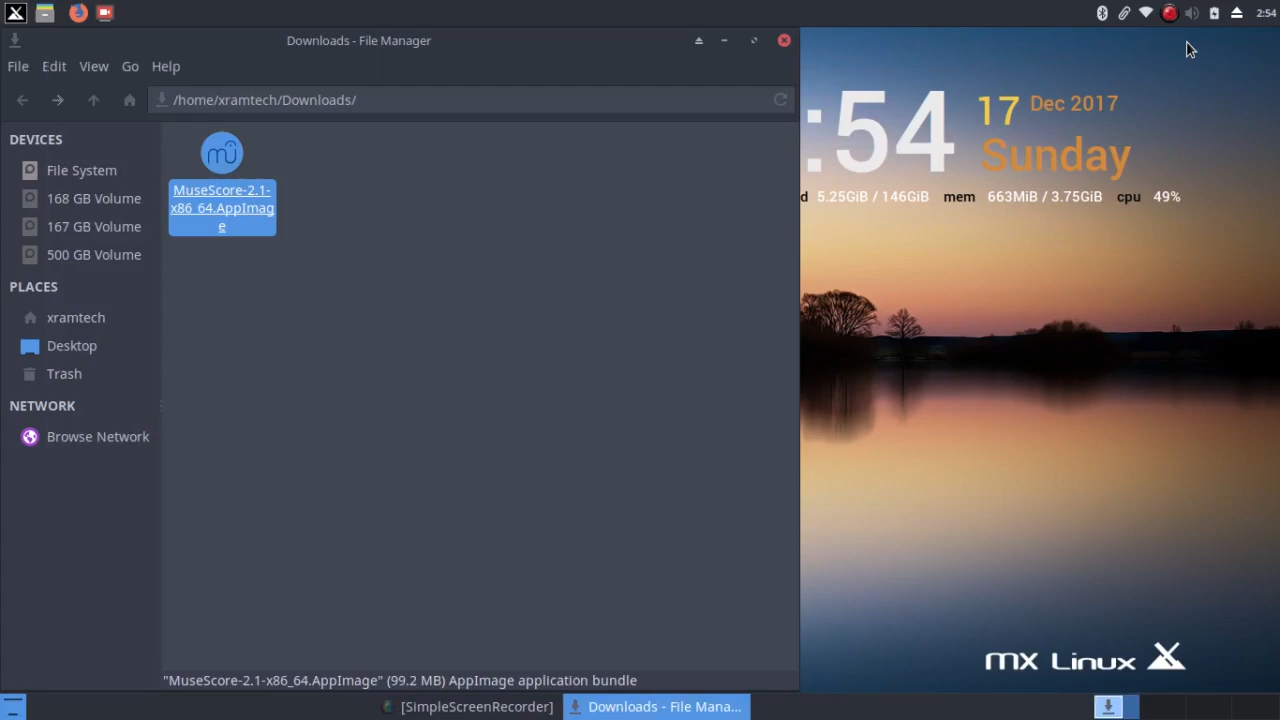 2:54
Downloads - File Manager
File Edit View Go Help
/home/xramtech/Downloads/
DEVICES
File System
168 GB Volume
167 GB Volume
500 GB Volume
PLACES
xramtech
Desktop
Trash
NETWORK
Browse Network
MuseScore-2.1-
x86_64.AppImag
e
"MuseScore-2.1-x86_64.AppImage" (99.2 MB) AppImage application bundle
:54 17 Dec 2017
Sunday
d 5.25GiB / 146GiB mem 663MiB / 3.75GiB cpu 49%
MX Linux
[SimpleScreenRecorder] Downloads - File Mana...